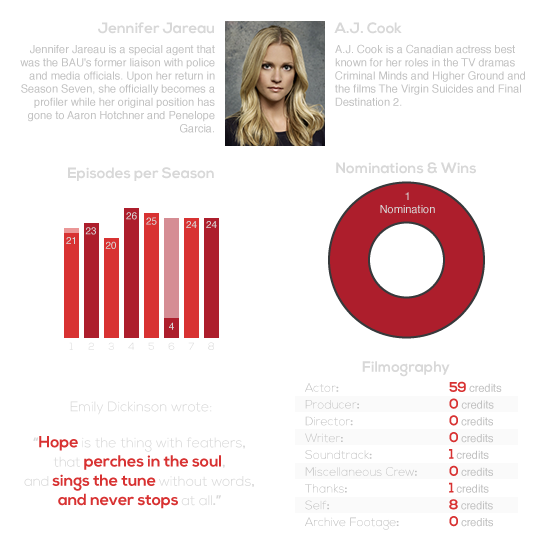 Jennifer Jareau
Jennifer Jareau is a special agent that
was the BAU's former liaison with police
and media officials. Upon her return in
Season Seven, she officially becomes a
profiler while her original position has
gone to Aaron Hotchner and Penelope
Garcia.
A.J. Cook
A.J. Cook is a Canadian actress best
known for her roles in the TV dramas
Criminal Minds and Higher Ground and
the films The Virgin Suicides and Final
Destination 2.
Episodes per Season
21 23 20 26 25 4 24 24
1 2 3 4 5 6 7 8
Nominations & Wins
1
Nomination
Emily Dickinson wrote:
"Hope is the thing with feathers,
that perches in the soul.
and sings the tune without words,
and never stops at all."
Filmography
Actor: 59 credits
Producer: 0 credits
Director: 0 credits
Writer: 0 credits
Soundtrack: 1 credits
Miscellaneous Crew: 0 credits
Thanks: 1 credits
Self: 8 credits
Archive Footage: 0 credits